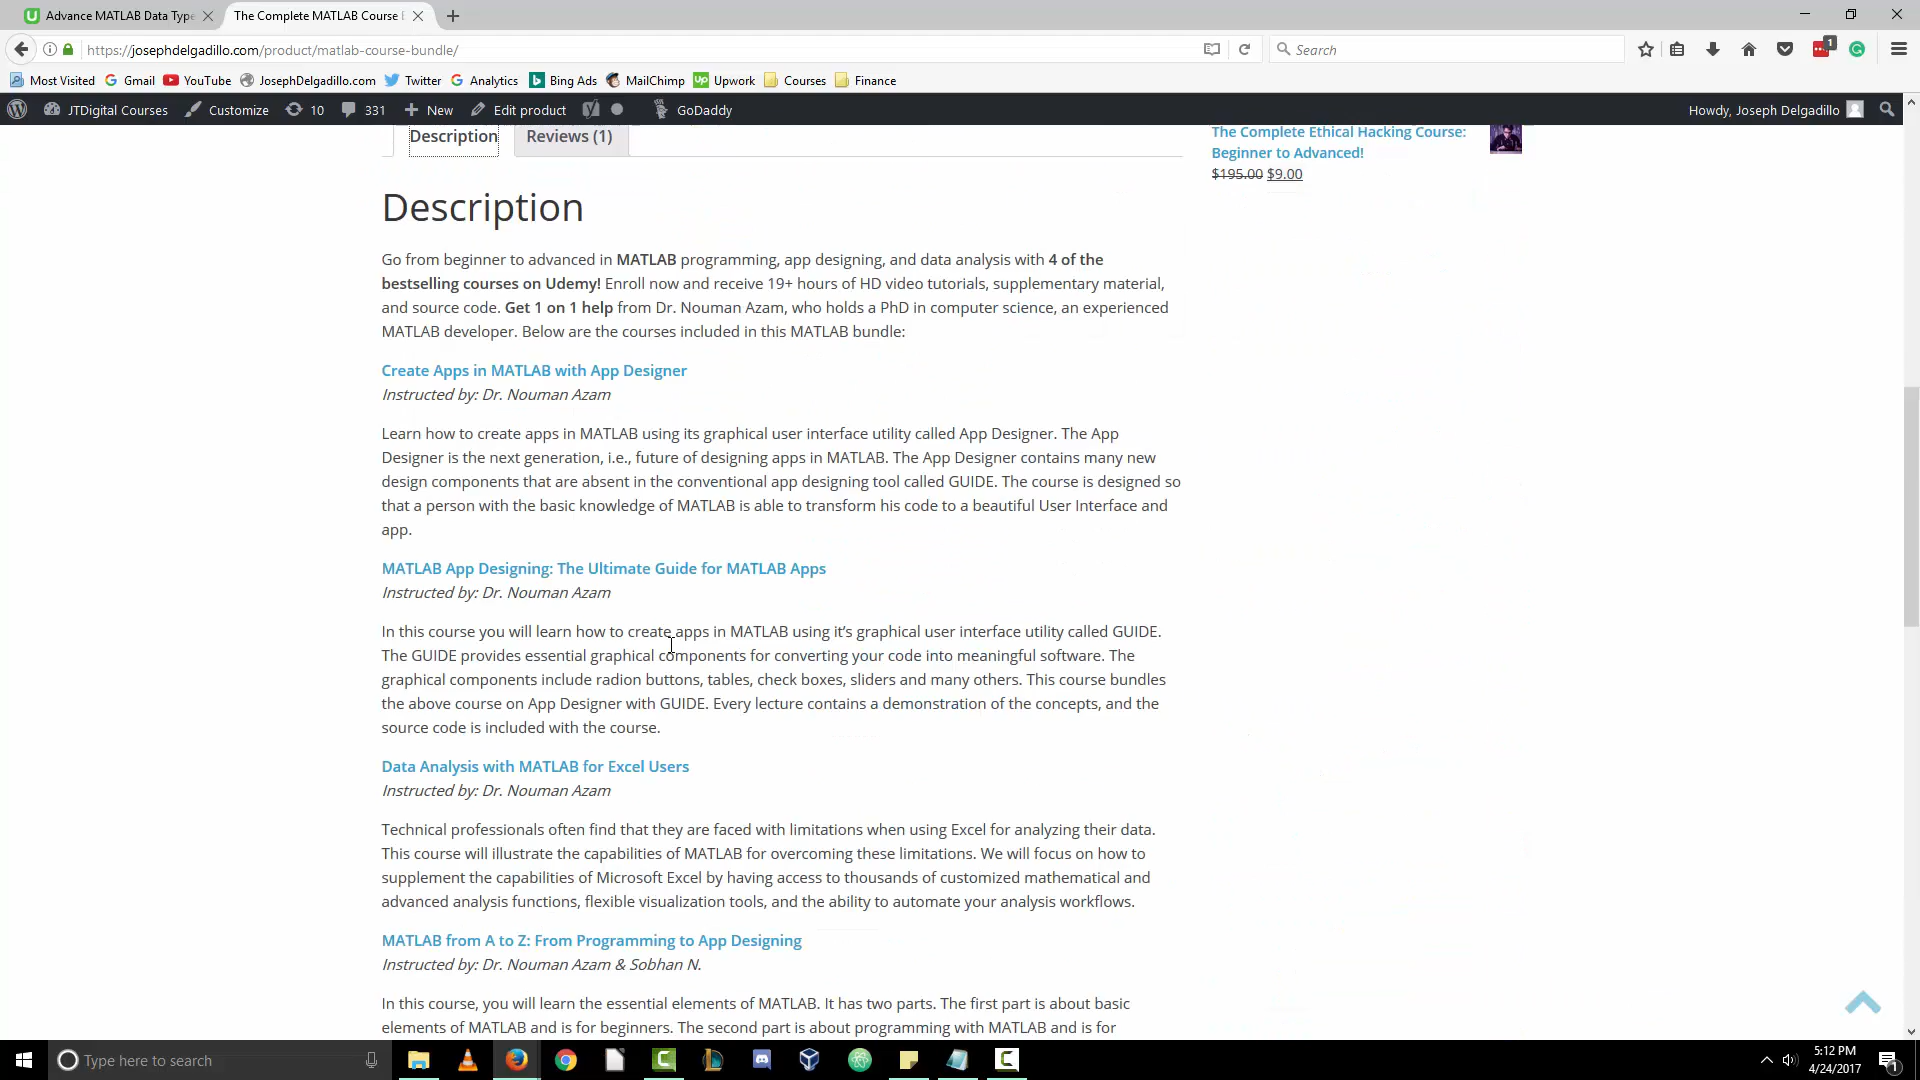 Advance MATLAB Data Type
The Complete MATLAB Course
https://josephdelgadillo.com/product/matlab-course-bundle/
Search
1
Most Visited
Gmail
YouTube
JosephDelgadillo.com
Twitter
Analytics
Bing Ads
MailChimp
Upwork
Courses
Finance
JTDigital Courses
Customize
10
331
New
Edit product
GoDaddy
Howdy, Joseph Delgadillo
Description
Reviews (1)
The Complete Ethical Hacking Course:
Beginner to Advanced!
$195.00 $9.00
Description
Go from beginner to advanced in MATLAB programming, app designing, and data analysis with 4 of the
bestselling courses on Udemy! Enroll now and receive 19+ hours of HD video tutorials, supplementary material,
and source code. Get 1 on 1 help from Dr. Nouman Azam, who holds a PhD in computer science, an experienced
MATLAB developer. Below are the courses included in this MATLAB bundle:
Create Apps in MATLAB with App Designer
Instructed by: Dr. Nouman Azam
Learn how to create apps in MATLAB using its graphical user interface utility called App Designer. The App
Designer is the next generation, i.e., future of designing apps in MATLAB. The App Designer contains many new
design components that are absent in the conventional app designing tool called GUIDE. The course is designed so
that a person with the basic knowledge of MATLAB is able to transform his code to a beautiful User Interface and
app.
MATLAB App Designing: The Ultimate Guide for MATLAB Apps
Instructed by: Dr. Nouman Azam
In this course you will learn how to create apps in MATLAB using it’s graphical user interface utility called GUIDE.
The GUIDE provides essential graphical components for converting your code into meaningful software. The
graphical components include radion buttons, tables, check boxes, sliders and many others. This course bundles
the above course on App Designer with GUIDE. Every lecture contains a demonstration of the concepts, and the
source code is included with the course.
Data Analysis with MATLAB for Excel Users
Instructed by: Dr. Nouman Azam
Technical professionals often find that they are faced with limitations when using Excel for analyzing their data.
This course will illustrate the capabilities of MATLAB for overcoming these limitations. We will focus on how to
supplement the capabilities of Microsoft Excel by having access to thousands of customized mathematical and
advanced analysis functions, flexible visualization tools, and the ability to automate your analysis workflows.
MATLAB from A to Z: From Programming to App Designing
Instructed by: Dr. Nouman Azam & Sobhan N.
In this course, you will learn the essential elements of MATLAB. It has two parts. The first part is about basic
elements of MATLAB and is for beginners. The second part is about programming with MATLAB and is for
Type here to search
5:12 PM
4/24/2017
1